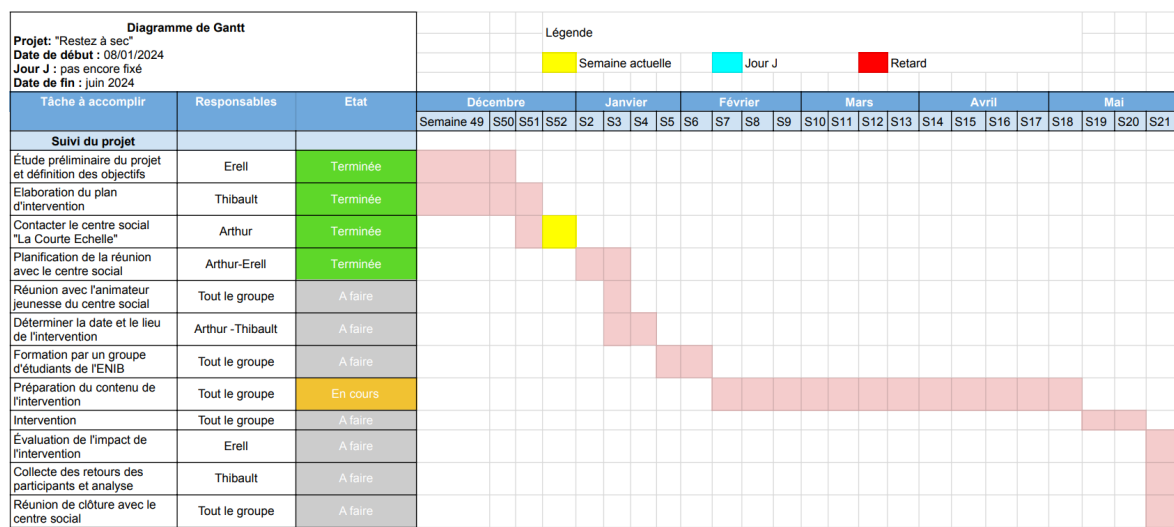 Diagramme de Gantt
Projet: "Restez à sec"
Date de début : 08/01/2024
Jour J : pas encore fixé
Date de fin : juin 2024
Légende
Semaine actuelle
Jour J
Retard
Tâche à accomplir Responsables Etat Décembre Janvier Février Mars Avril Mai
Semaine 49 S50 S51 S52 S2 S3 S4 S5 S6 S7 S8 S9 S10 S11 S12 S13 S14 S15 S16 S17 S18 S19 S20 S21
Suivi du projet
Étude préliminaire du projet
et définition des objectifs
Erell
Terminée
Elaboration du plan
d'intervention
Thibault
Terminée
Contacter le centre social
"La Courte Echelle"
Arthur
Terminée
Planification de la réunion
avec le centre social
Arthur-Erell
Terminée
Réunion avec l'animateur
jeunesse du centre social
Tout le groupe
A faire
Déterminer la date et le lieu
de l'intervention
Arthur -Thibault
A faire
Formation par un groupe
d'étudiants de l'ENIB
Tout le groupe
A faire
Préparation du contenu de
l'intervention
Tout le groupe
En cours
Intervention
Tout le groupe
A faire
Évaluation de l'impact de
l'intervention
Erell
A faire
Collecte des retours des
participants et analyse
Thibault
A faire
Réunion de clôture avec le
centre social
Tout le groupe
A faire